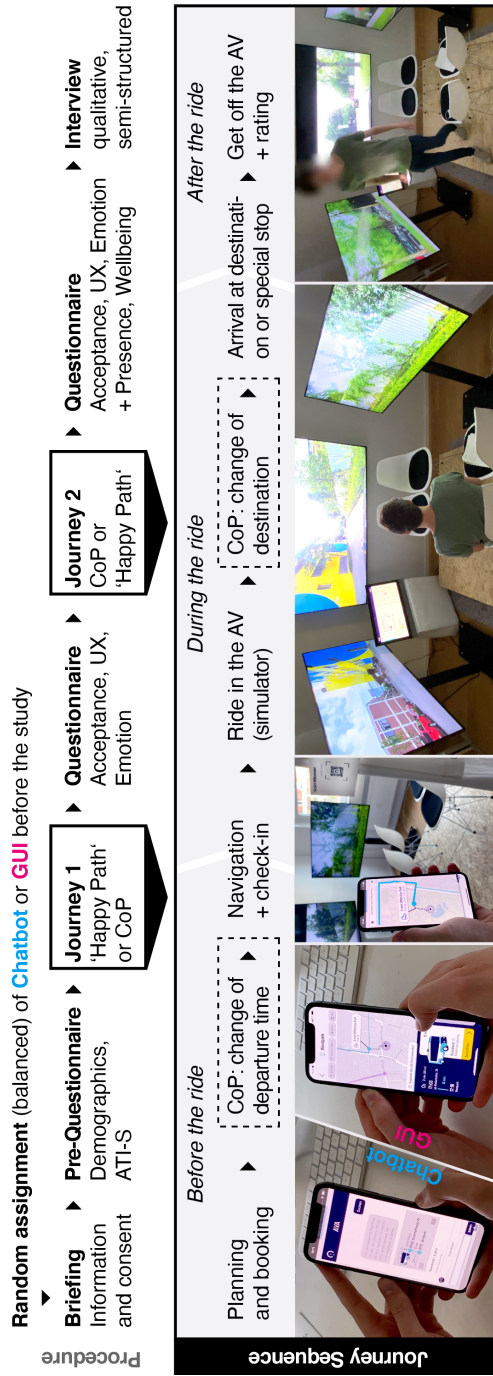 Random assignment (balanced) of Chatbot or GUI before the study
Procedure
Briefing
Information
and consent
Pre-Questionnaire
Demographics,
ATI-S
Journey 1
‘Happy Path‘
or CoP
Questionnaire
Acceptance, UX,
Emotion
Journey 2
CoP or
‘Happy Path‘
Questionnaire
Acceptance, UX, Emotion
+ Presence, Wellbeing
Interview
qualitative,
semi-structured
Journey Sequence
Before the ride
During the ride
After the ride
Planning
and booking
CoP: change of
departure time
Navigation
+ check-in
Ride in the AV
(simulator)
CoP: change of
destination
Arrival at destinati-
on or special stop
Get off the AV
+ rating
Chatbot
GUI
AVA